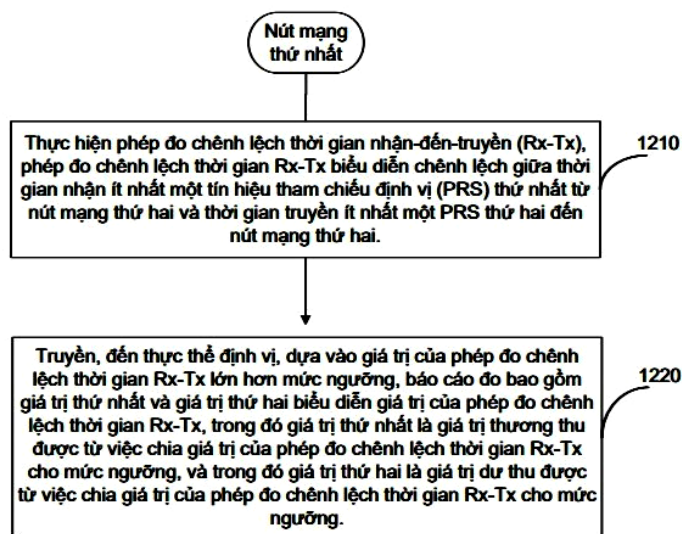 Nút mạng
thứ nhất
Thực hiện phép đo chênh lệch thời gian nhận-đến-truyền (Rx-Tx),
phép đo chênh lệch thời gian Rx-Tx biểu diễn chênh lệch giữa thời
gian nhận ít nhất một tín hiệu tham chiếu định vị (PRS) thứ nhất từ
nút mạng thứ hai và thời gian truyền ít nhất một PRS thứ hai đến
nút mạng thứ hai.
1210
Truyền, đến thực thể định vị, dựa vào giá trị của phép đo chênh
lệch thời gian Rx-Tx lớn hơn mức ngưỡng, báo cáo đo bao gồm
giá trị thứ nhất và giá trị thứ hai biểu diễn giá trị của phép đo chênh
lệch thời gian Rx-Tx, trong đó giá trị thứ nhất là giá trị thương thu
được từ việc chia giá trị của phép đo chênh lệch thời gian Rx-Tx
cho mức ngưỡng, và trong đó giá trị thứ hai là giá trị dư thu được
từ việc chia giá trị của phép đo chênh lệch thời gian Rx-Tx cho mức
ngưỡng.
1220